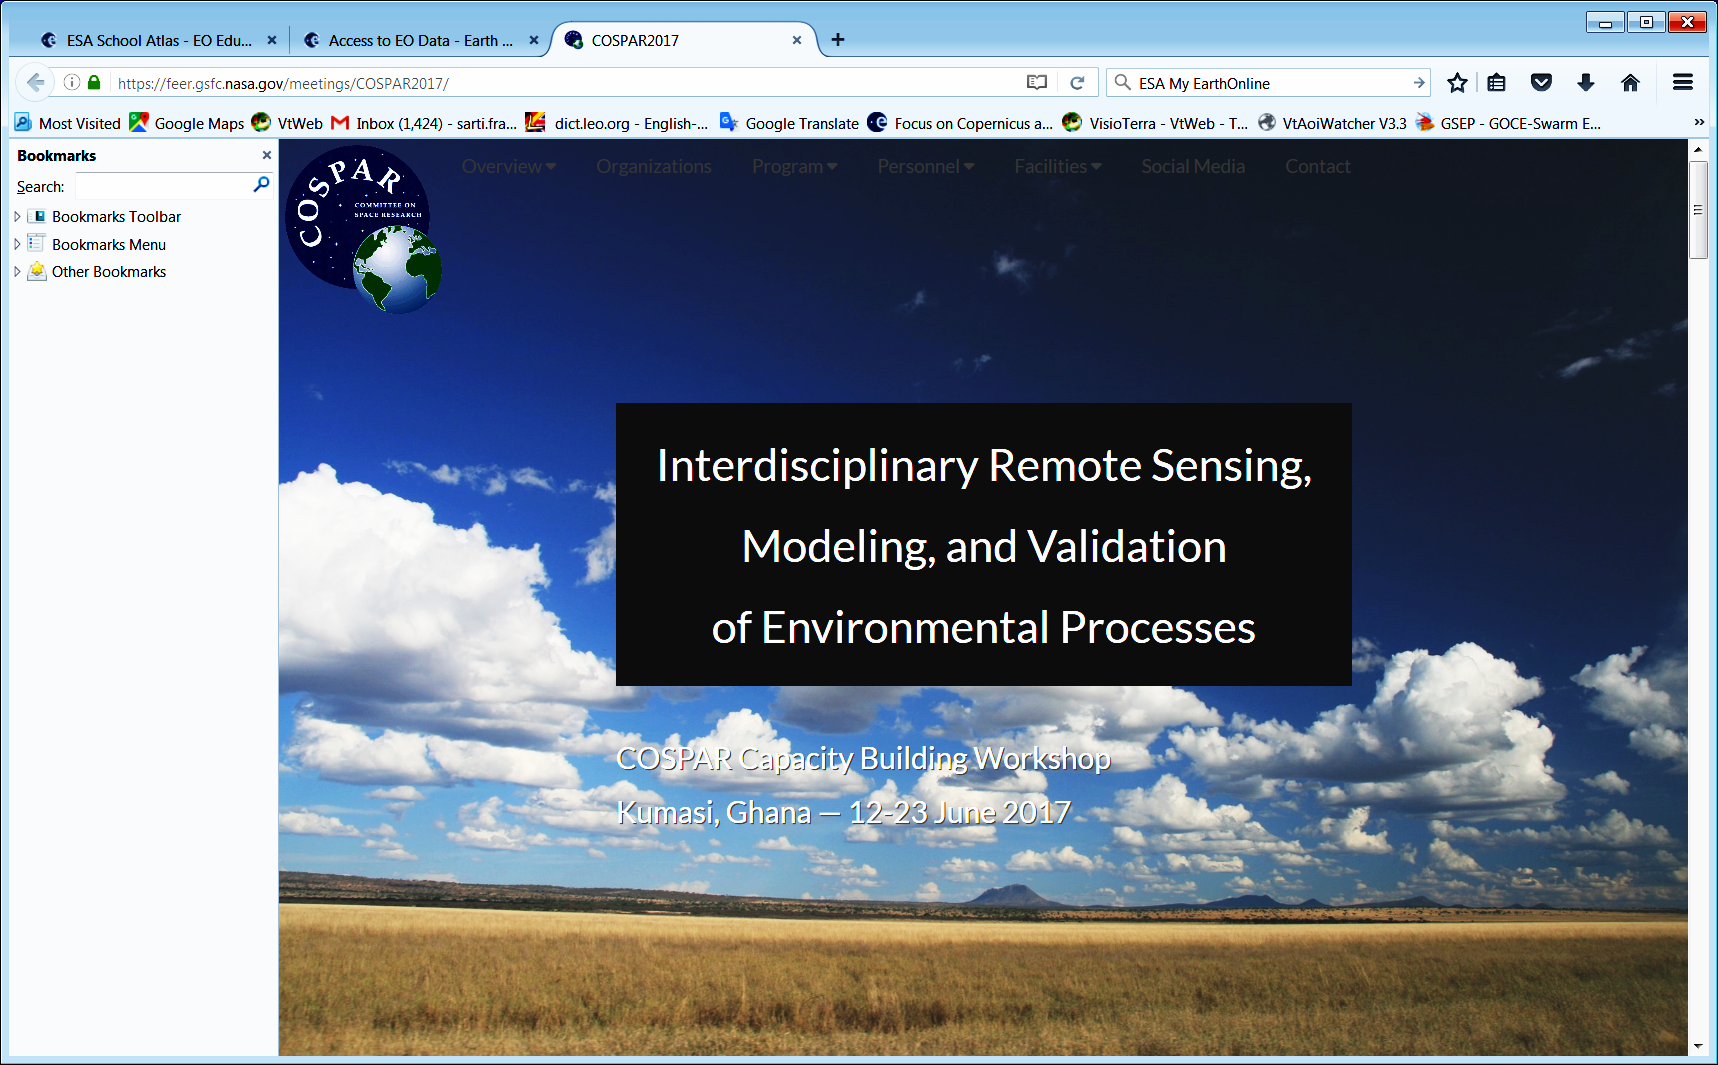 ESA School Atlas - EO Edu...
Access to EO Data - Earth ...
COSPAR2017
https://feer.gsfc.nasa.gov/meetings/COSPAR2017/
ESA My EarthOnline
Most Visited
Google Maps
VtWeb
Inbox (1,424) - sarti.fra...
dict.leo.org - English-...
Google Translate
Focus on Copernicus a...
VisioTerra - VtWeb - T...
VtAoiWatcher V3.3
GSEP - GOCE-Swarm E...
Bookmarks
Search:
Bookmarks Toolbar
Bookmarks Menu
Other Bookmarks
COSPAR
COMMITTEE ON
SPACE RESEARCH
Overview
Organizations
Program
Personnel
Facilities
Social Media
Contact
Interdisciplinary Remote Sensing,
Modeling, and Validation
of Environmental Processes
COSPAR Capacity Building Workshop
Kumasi, Ghana — 12-23 June 2017